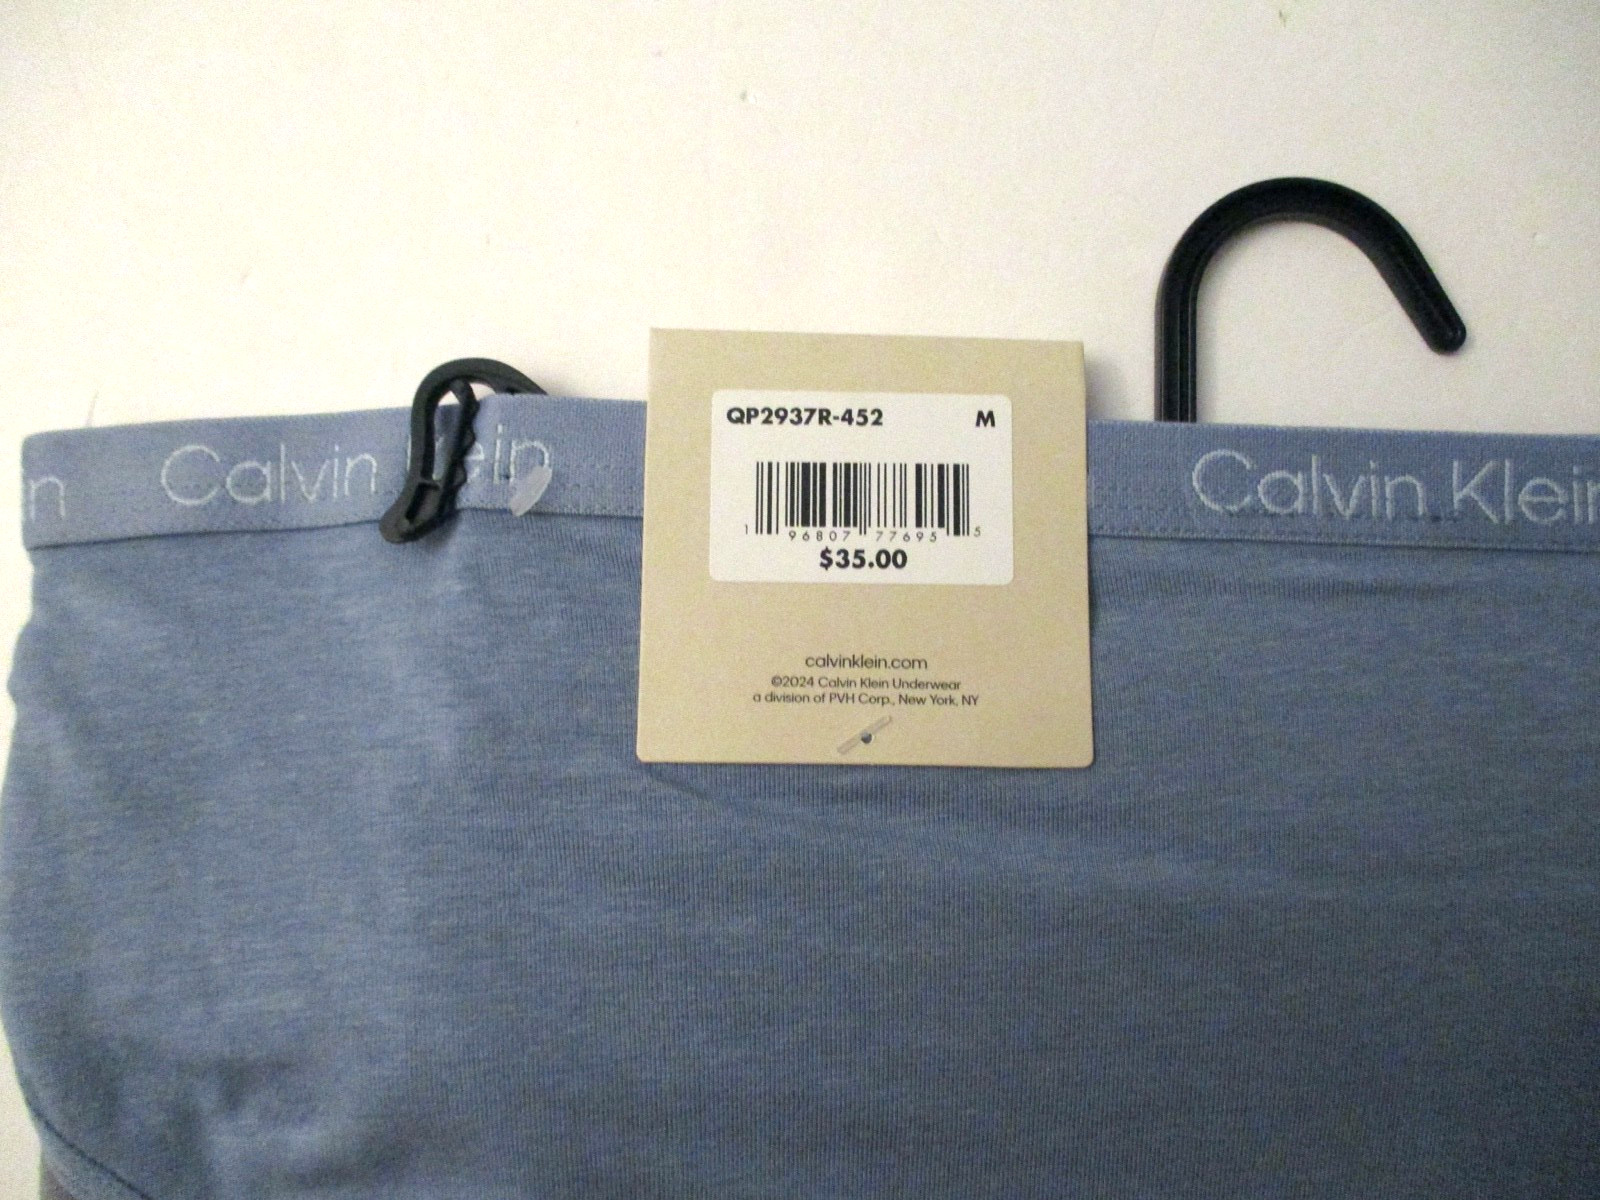 n Calvin Klein Calvin Klein
QP2937R-452 M
1 96807 77695 5
$35.00
calvinklein.com
©2024 Calvin Klein Underwear
a division of PVH Corp., New York, NY